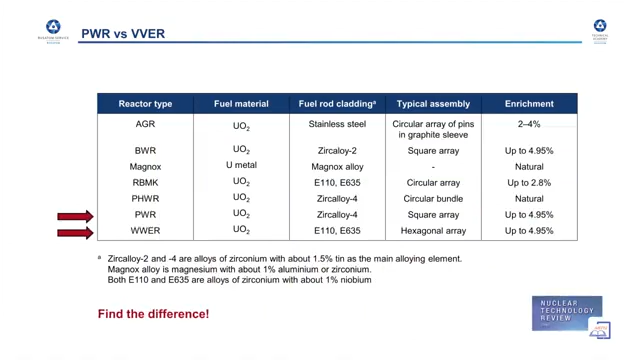 PWR vs VVER
Reactor type Fuel material Fuel rod claddingᵃ Typical assembly Enrichment
AGR UO₂ Stainless steel Circular array of pins in graphite sleeve 2–4%
BWR UO₂ Zircaloy-2 Square array Up to 4.95%
Magnox U metal Magnox alloy - Natural
RBMK UO₂ E110, E635 Circular array Up to 2.8%
PHWR UO₂ Zircalloy-4 Circular bundle Natural
PWR UO₂ Zircalloy-4 Square array Up to 4.95%
WWER UO₂ E110, E635 Hexagonal array Up to 4.95%
ᵃ Zircalloy-2 and -4 are alloys of zirconium with about 1.5% tin as the main alloying element.
Magnox alloy is magnesium with about 1% aluminium or zirconium.
Both E110 and E635 are alloys of zirconium with about 1% niobium
Find the difference!
NUCLEAR
TECHNOLOGY
REVIEW